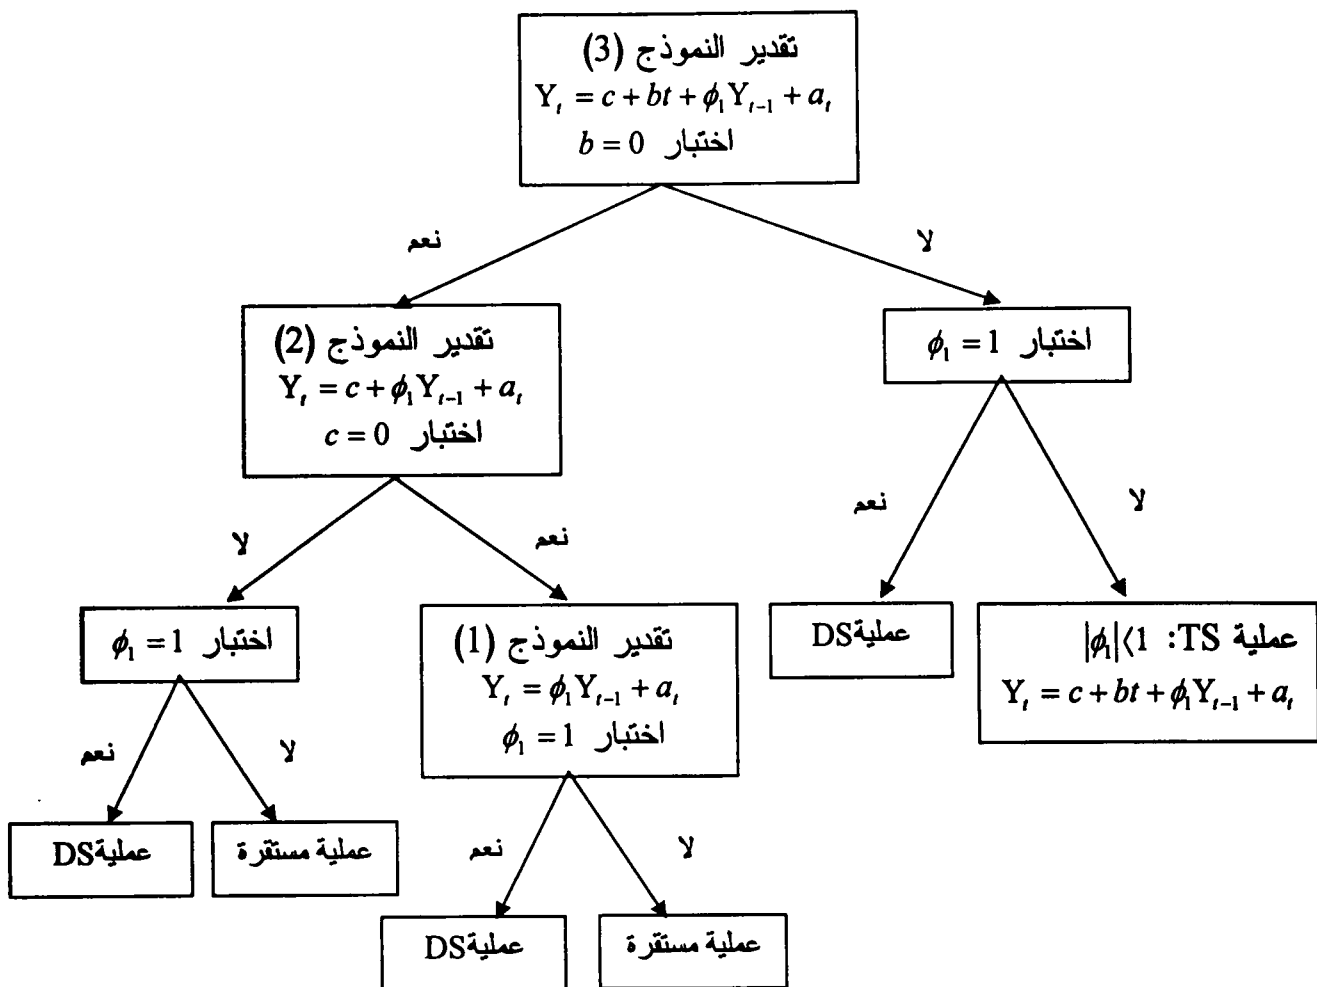 تقدير النموذج (3)
Y_t = c + bt + ϕ_1 Y_{t-1} + a_t
اختبار b = 0
نعم
لا
تقدير النموذج (2)
Y_t = c + ϕ_1 Y_{t-1} + a_t
اختبار c = 0
اختبار ϕ_1 = 1
لا
نعم
نعم
لا
اختبار ϕ_1 = 1
تقدير النموذج (1)
Y_t = ϕ_1 Y_{t-1} + a_t
اختبار ϕ_1 = 1
عملية DS
عملية TS: |ϕ_1|⟨1
Y_t = c + bt + ϕ_1 Y_{t-1} + a_t
نعم
لا
عملية DS
عملية مستقرة
نعم
لا
عملية DS
عملية مستقرة